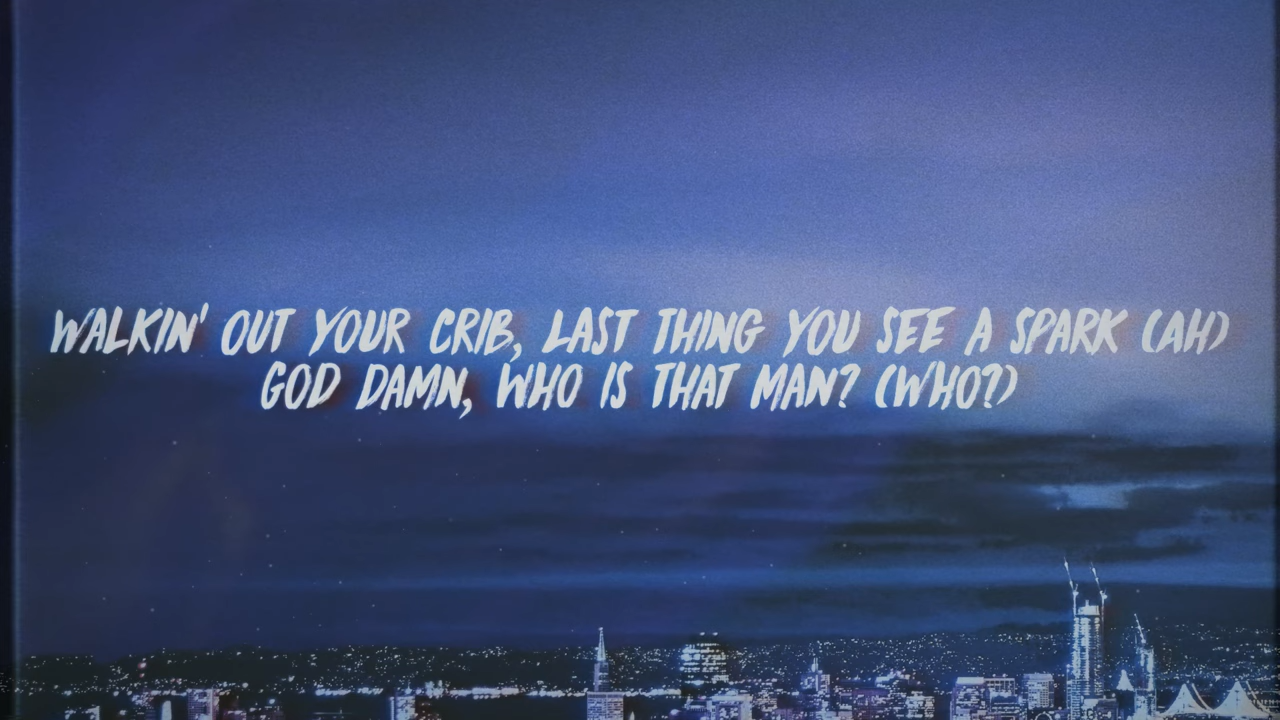 WALKIN' OUT YOUR CRIB, LAST THING YOU SEE A SPARK (AH)
GOD DAMN, WHO IS THAT MAN? (WHO?)